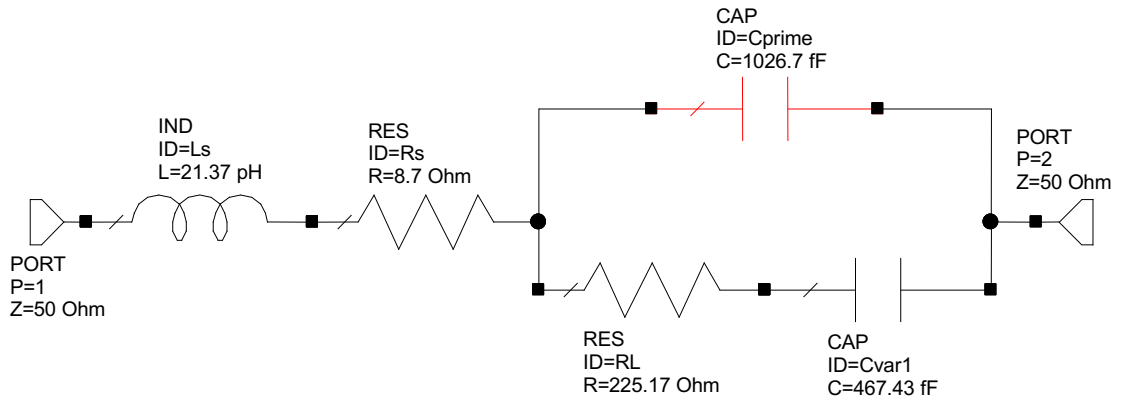 CAP
ID=Cprime
C=1026.7 fF
IND
ID=Ls
L=21.37 pH
RES
ID=Rs
R=8.7 Ohm
PORT
P=2
Z=50 Ohm
PORT
P=1
Z=50 Ohm
RES
ID=RL
R=225.17 Ohm
CAP
ID=Cvar1
C=467.43 fF